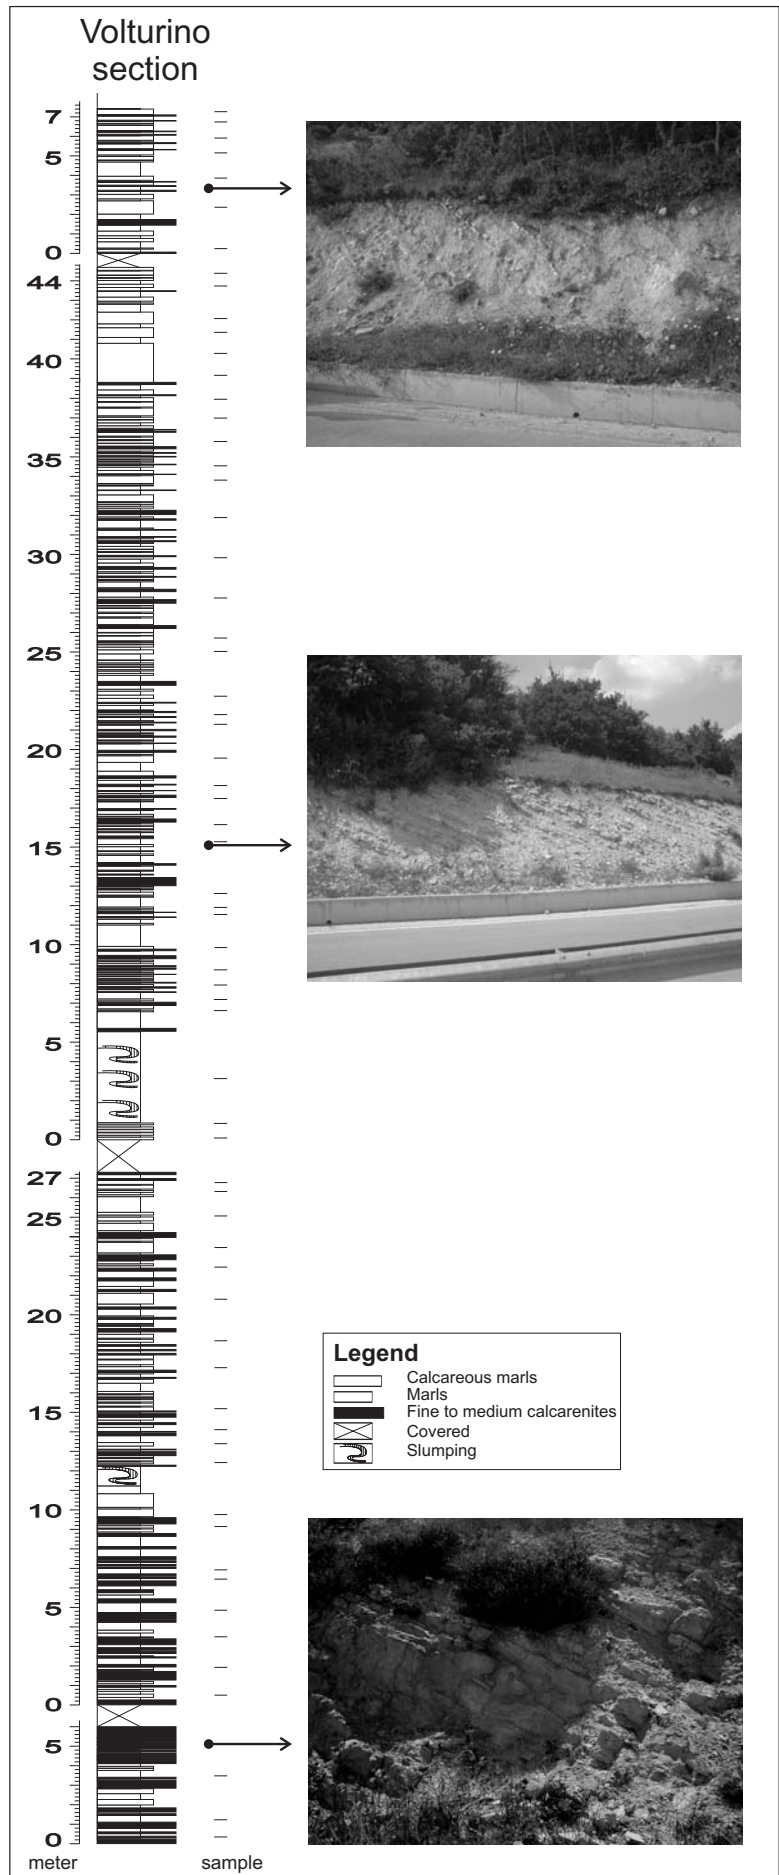 Volturino
section
7
5
0
44
40
35
30
25
20
15
10
5
0
27
25
20
15
10
5
0
5
0
meter
sample
Legend
Calcareous marls
Marls
Fine to medium calcarenites
Covered
Slumping